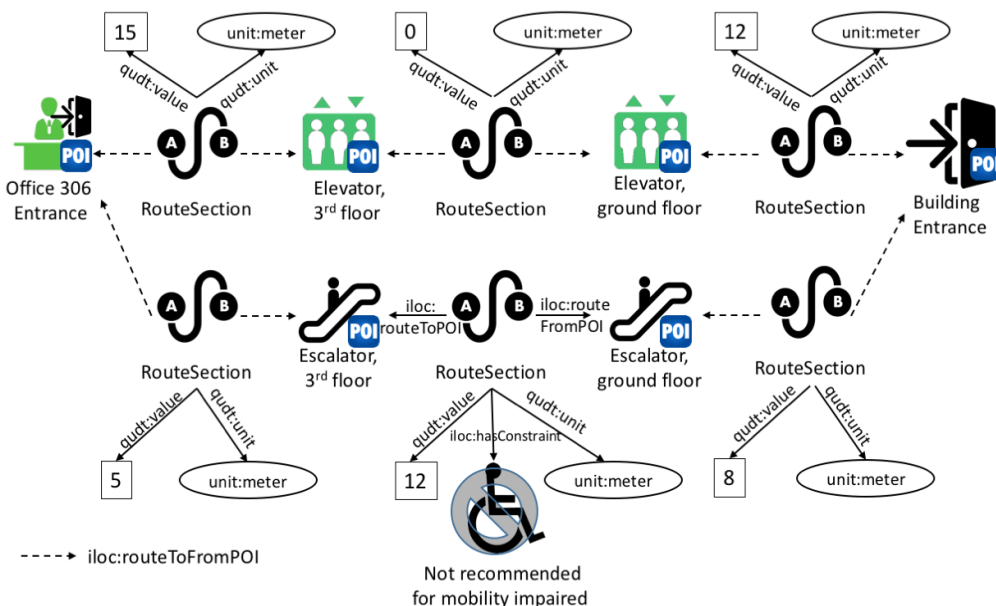 15
unit:meter
0
unit:meter
12
unit:meter
qudt:value
qudt:unit
qudt:value
qudt:unit
qudt:value
qudt:unit
A
B
A
B
A
B
POI
POI
POI
POI
Office 306
Entrance
RouteSection
Elevator,
3rd floor
RouteSection
Elevator,
ground floor
RouteSection
Building
Entrance
A
B
A
B
A
B
iloc:
routeToPOI
iloc:route
FromPOI
POI
POI
RouteSection
Escalator,
3rd floor
RouteSection
Escalator,
ground floor
RouteSection
qudt:value
qudt:unit
qudt:value
iloc:hasConstraint
qudt:unit
qudt:value
qudt:unit
5
unit:meter
12
unit:meter
8
unit:meter
iloc:routeToFromPOI
Not recommended
for mobility impaired